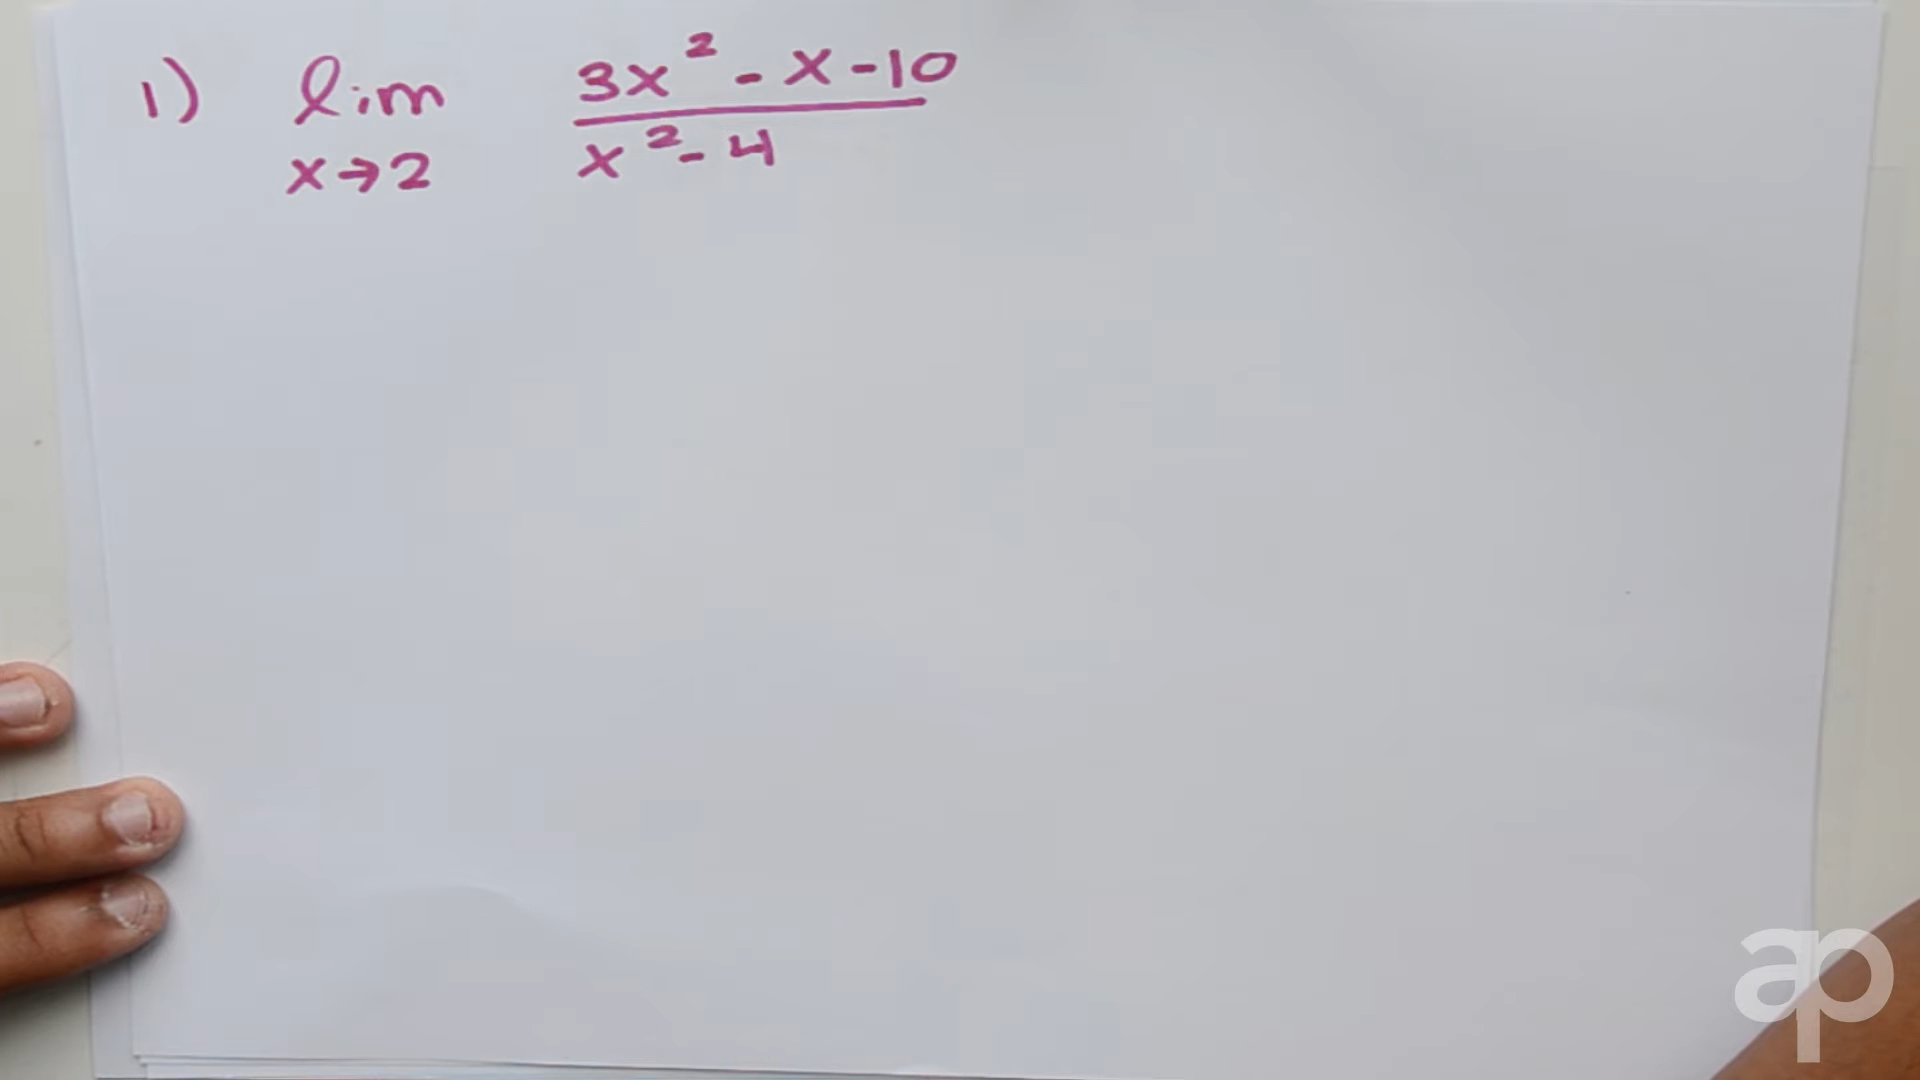 1) lim 3x² - x - 10
x→2 x² - 4
ap